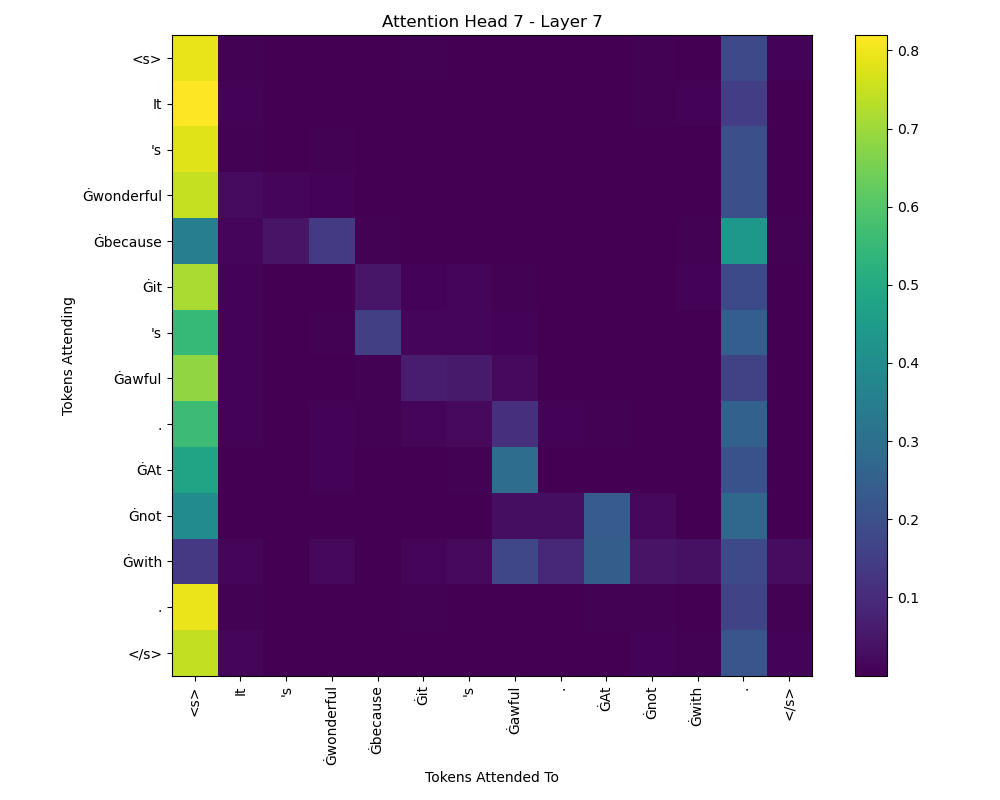 Attention Head 7 - Layer 7
Tokens Attending
<s>
It
's
Ġwonderful
Ġbecause
Ġit
's
Ġawful
.
ĠAt
Ġnot
Ġwith
.
</s>
<s>
It
's
Ġwonderful
Ġbecause
Ġit
's
Ġawful
.
ĠAt
Ġnot
Ġwith
.
</s>
Tokens Attended To
0.8
0.7
0.6
0.5
0.4
0.3
0.2
0.1